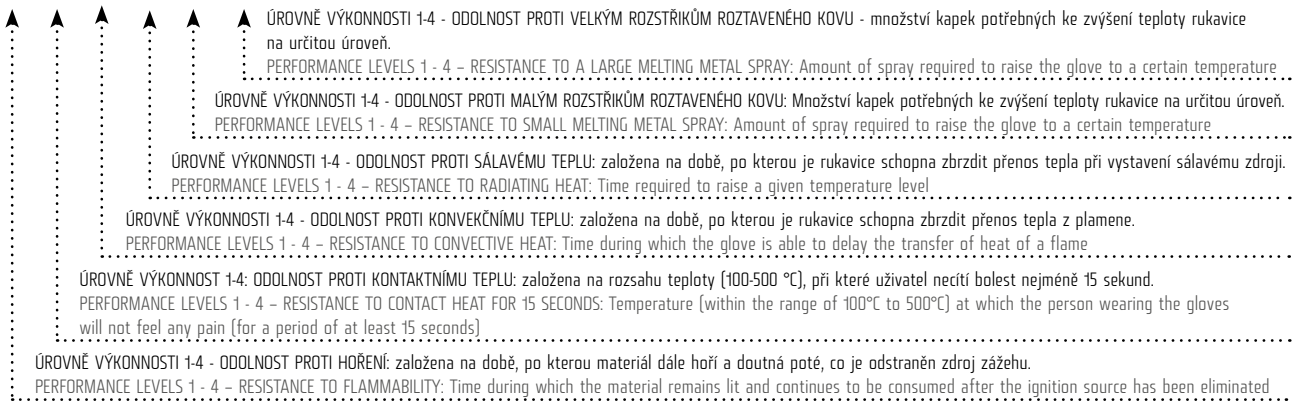 ÚROVNĚ VÝKONNOSTI 1-4 - ODOLNOST PROTI VELKÝM ROZSTŘIKŮM ROZTAVENÉHO KOVU - množství kapek potřebných ke zvýšení teploty rukavice
na určitou úroveň.
PERFORMANCE LEVELS 1 - 4 – RESISTANCE TO A LARGE MELTING METAL SPRAY: Amount of spray required to raise the glove to a certain temperature
ÚROVNĚ VÝKONNOSTI 1-4 - ODOLNOST PROTI MALÝM ROZSTŘIKŮM ROZTAVENÉHO KOVU: Množství kapek potřebných ke zvýšení teploty rukavice na určitou úroveň.
PERFORMANCE LEVELS 1 - 4 – RESISTANCE TO SMALL MELTING METAL SPRAY: Amount of spray required to raise the glove to a certain temperature
ÚROVNĚ VÝKONNOSTI 1-4 - ODOLNOST PROTI SÁLAVÉMU TEPLU: založena na době, po kterou je rukavice schopna zbrzdit přenos tepla při vystavení sálavému zdroji.
PERFORMANCE LEVELS 1 - 4 – RESISTANCE TO RADIATING HEAT: Time required to raise a given temperature level
ÚROVNĚ VÝKONNOSTI 1-4 - ODOLNOST PROTI KONVEKČNÍMU TEPLU: založena na době, po kterou je rukavice schopna zbrzdit přenos tepla z plamene.
PERFORMANCE LEVELS 1 - 4 – RESISTANCE TO CONVECTIVE HEAT: Time during which the glove is able to delay the transfer of heat of a flame
ÚROVNĚ VÝKONNOST 1-4: ODOLNOST PROTI KONTAKTNÍMU TEPLU: založena na rozsahu teploty (100-500 °C), při které uživatel necítí bolest nejméně 15 sekund.
PERFORMANCE LEVELS 1 - 4 – RESISTANCE TO CONTACT HEAT FOR 15 SECONDS: Temperature (within the range of 100°C to 500°C) at which the person wearing the gloves
will not feel any pain (for a period of at least 15 seconds)
ÚROVNĚ VÝKONNOSTI 1-4 - ODOLNOST PROTI HOŘENÍ: založena na době, po kterou materiál dále hoří a doutná poté, co je odstraněn zdroj zážehu.
PERFORMANCE LEVELS 1 - 4 – RESISTANCE TO FLAMMABILITY: Time during which the material remains lit and continues to be consumed after the ignition source has been eliminated